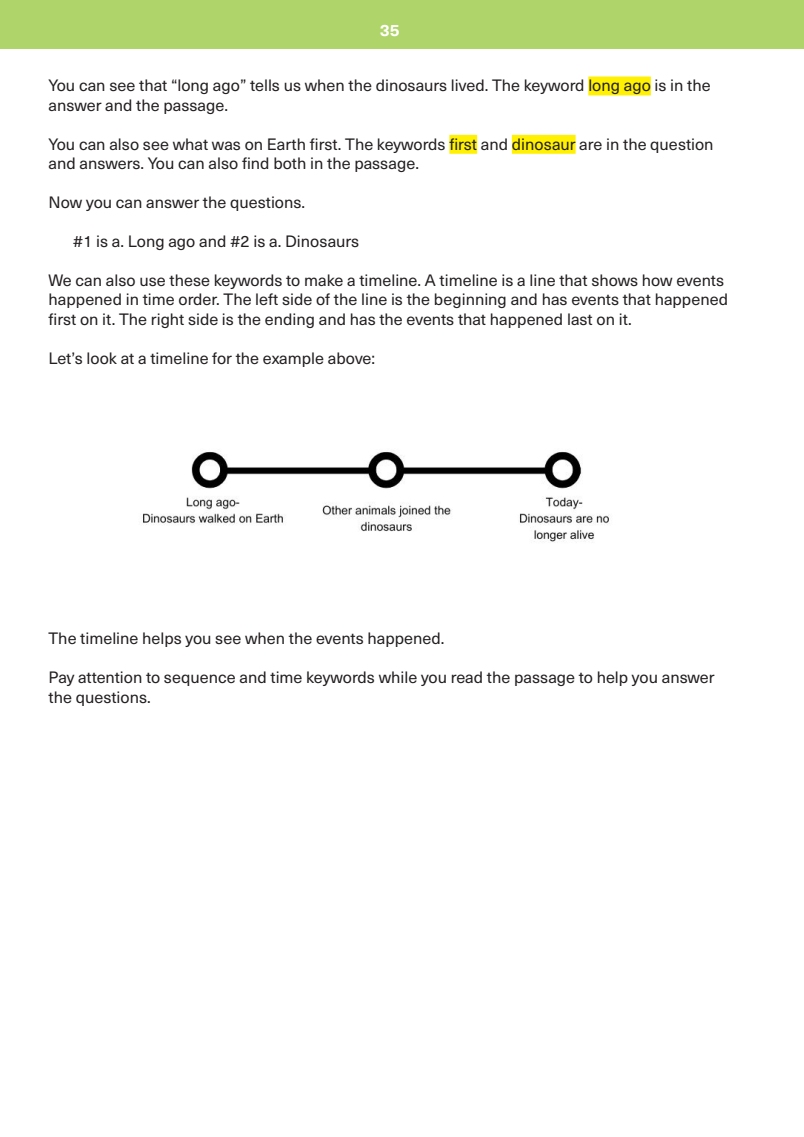 35
You can see that “long ago” tells us when the dinosaurs lived. The keyword long ago is in the
answer and the passage.
You can also see what was on Earth first. The keywords first and dinosaur are in the question
and answers. You can also find both in the passage.
Now you can answer the questions.
#1 is a. Long ago and #2 is a. Dinosaurs
We can also use these keywords to make a timeline. A timeline is a line that shows how events
happened in time order. The left side of the line is the beginning and has events that happened
first on it. The right side is the ending and has the events that happened last on it.
Let’s look at a timeline for the example above:
Long ago-
Dinosaurs walked on Earth
Other animals joined the
dinosaurs
Today-
Dinosaurs are no
longer alive
The timeline helps you see when the events happened.
Pay attention to sequence and time keywords while you read the passage to help you answer
the questions.